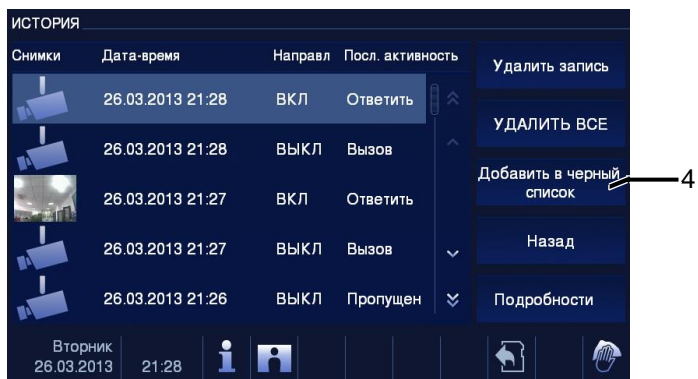 ИСТОРИЯ
Снимки Дата-время Направл Посл. активность
26.03.2013 21:28 ВКЛ Ответить
26.03.2013 21:28 ВЫКЛ Вызов
26.03.2013 21:27 ВКЛ Ответить
26.03.2013 21:27 ВЫКЛ Вызов
26.03.2013 21:26 ВЫКЛ Пропущен
Удалить запись
УДАЛИТЬ ВСЕ
Добавить в черный
список
4
Назад
Подробности
Вторник
26.03.2013 21:28